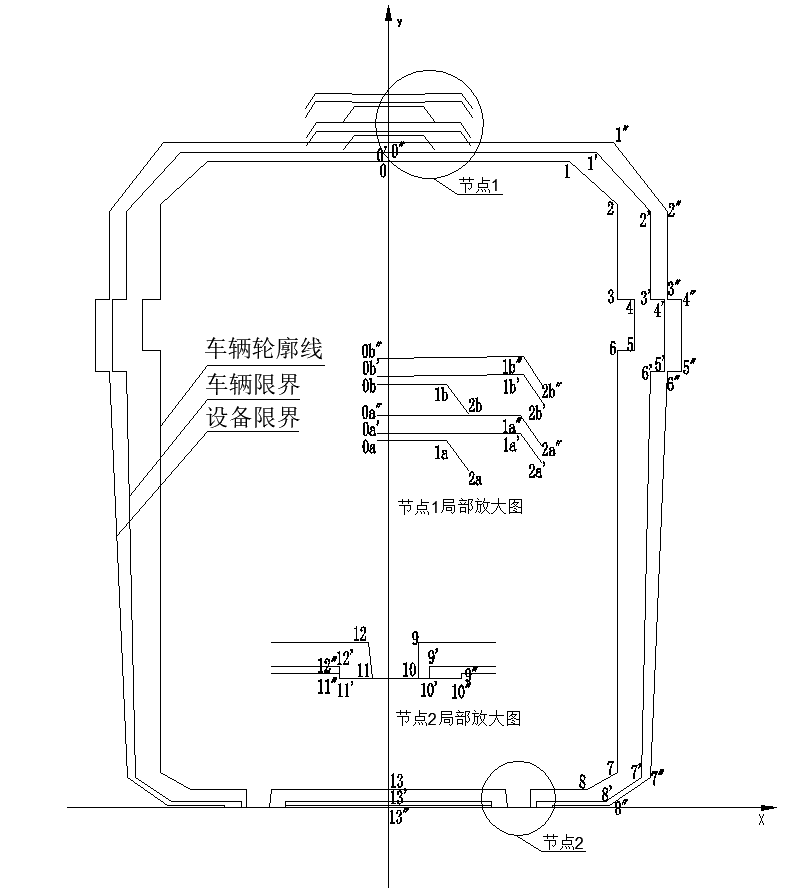 y
1″
0′ 0″ 1′
0 1
节点1
2 2′ 2″
3 3′ 3″
4 4′ 4″
车辆轮廓线
6 5 5′ 5″
6′ 6″
0b″
0b′ 1b″
0b 1b 1b′ 2b″
2b 2b′
车辆限界
0a″
设备限界
0a′ 1a″
0a 1a 1a′ 2a″
2a 2a′
节点1局部放大图
12 9
12″ 12′ 9′
11 10 9″
11″ 11′ 10′ 10″
节点2局部放大图
7 7′ 7″
13 8
13′ 8′
13″ 8″
X
节点2